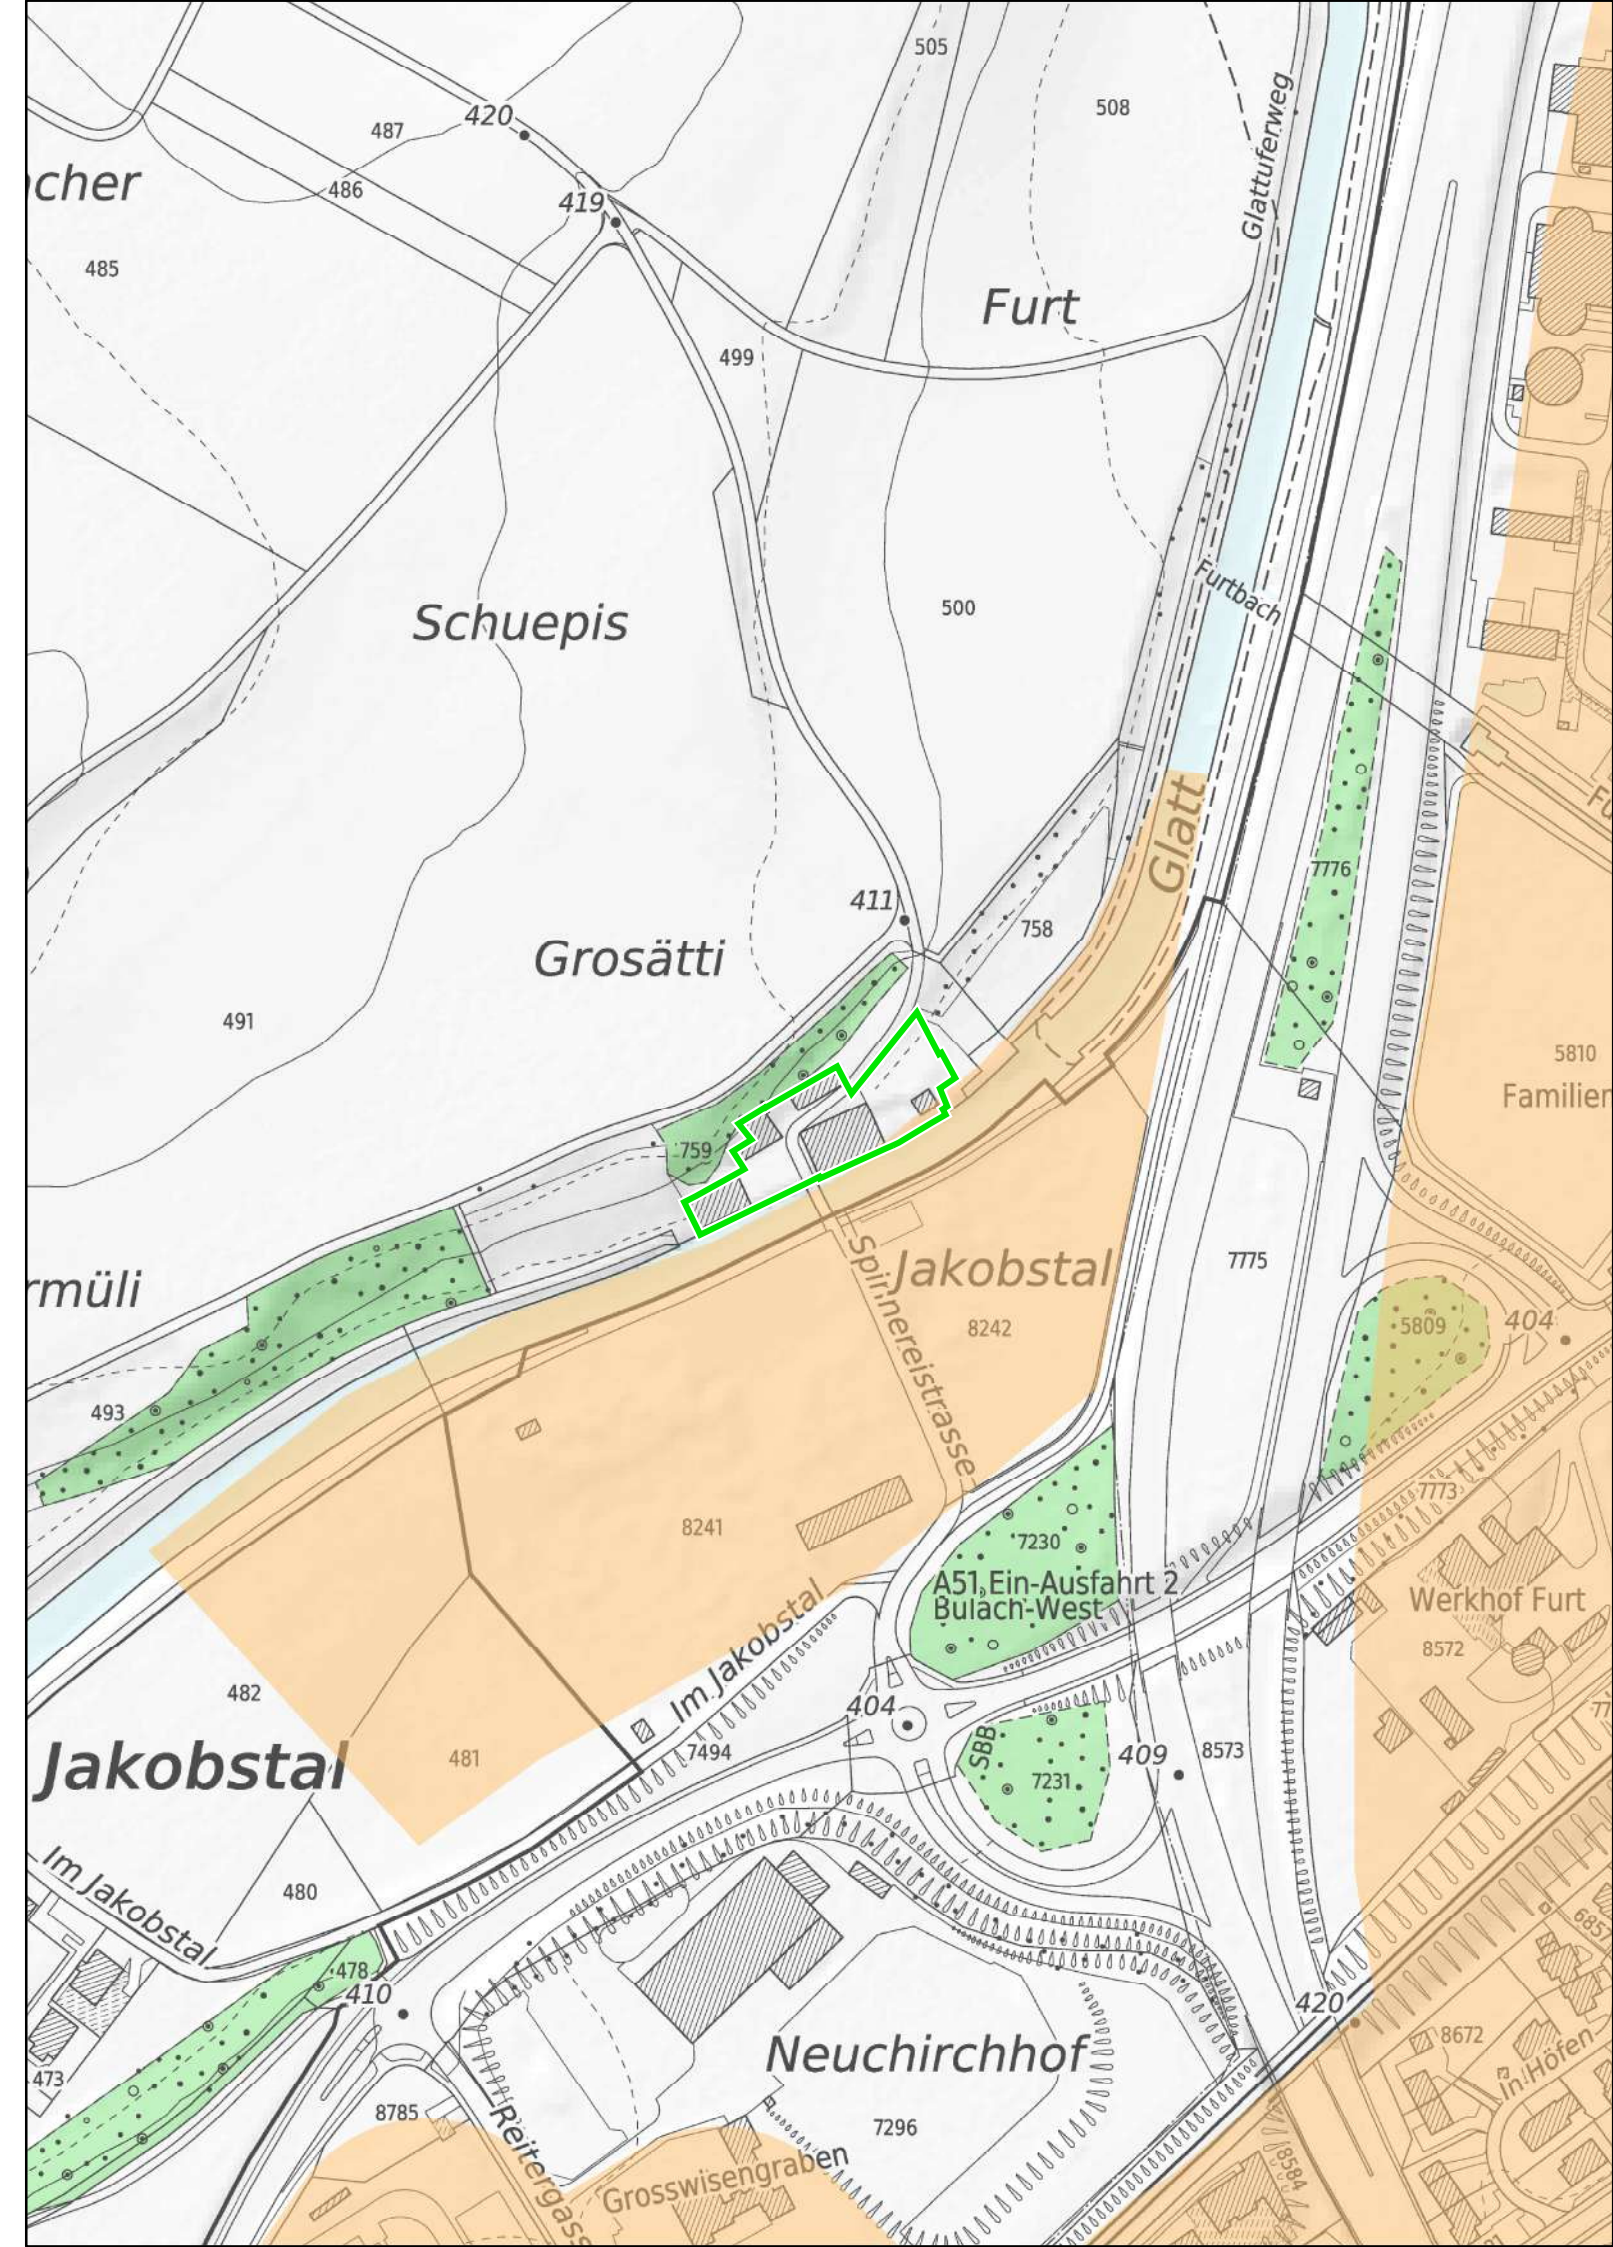 505
508
487
420
Glattuferweg
cher
486
419
485
Furt
499
Furtbach
500
Schuepis
Glatt
7776
411
758
Grosätti
491
5810
Familien
759
Jakobstal
7775
rmüli
Spinnereistrasse
8242
5809
404
493
7773
8241
7230
A51,Ein-Ausfahrt 2
Bulach-West
Werkhof Furt
8572
Im Jakobstal
482
404
SBB
7494
409
8573
481
7231
Jakobstal
Im Jakobstal
480
6857
478
410
420
8672
Neuchirchhof
In Höfen
473
8785
7296
Reitergass
Grosswisengraben
8584